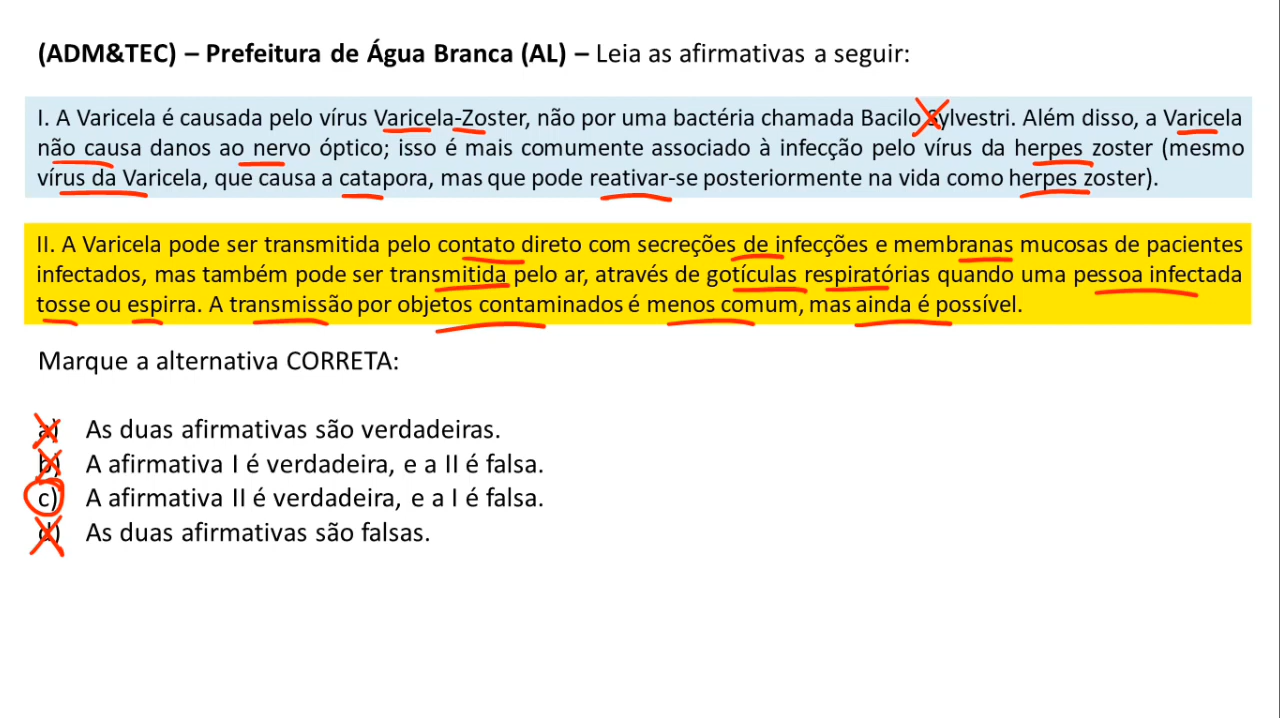 (ADM&TEC) – Prefeitura de Água Branca (AL) – Leia as afirmativas a seguir:
I. A Varicela é causada pelo vírus Varicela-Zoster, não por uma bactéria chamada Bacilo Sylvestri. Além disso, a Varicela
não causa danos ao nervo óptico; isso é mais comumente associado à infecção pelo vírus da herpes zoster (mesmo
vírus da Varicela, que causa a catapora, mas que pode reativar-se posteriormente na vida como herpes zoster).
II. A Varicela pode ser transmitida pelo contato direto com secreções de infecções e membranas mucosas de pacientes
infectados, mas também pode ser transmitida pelo ar, através de gotículas respiratórias quando uma pessoa infectada
tosse ou espirra. A transmissão por objetos contaminados é menos comum, mas ainda é possível.
Marque a alternativa CORRETA:
a) As duas afirmativas são verdadeiras.
b) A afirmativa I é verdadeira, e a II é falsa.
c) A afirmativa II é verdadeira, e a I é falsa.
d) As duas afirmativas são falsas.